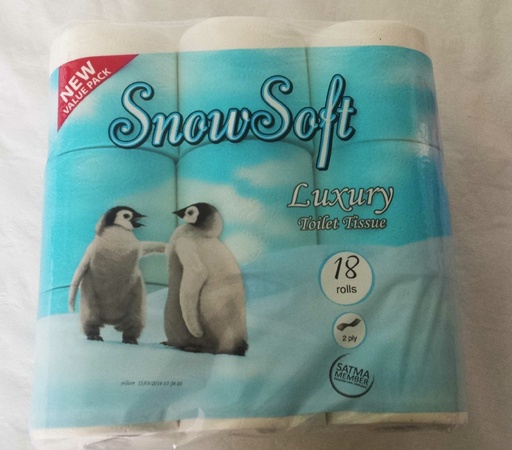 NEW
VALUE PACK
SnowSoft
Luxury
Toilet Tissue
18
rolls
2 ply
SATMA
MEMBER